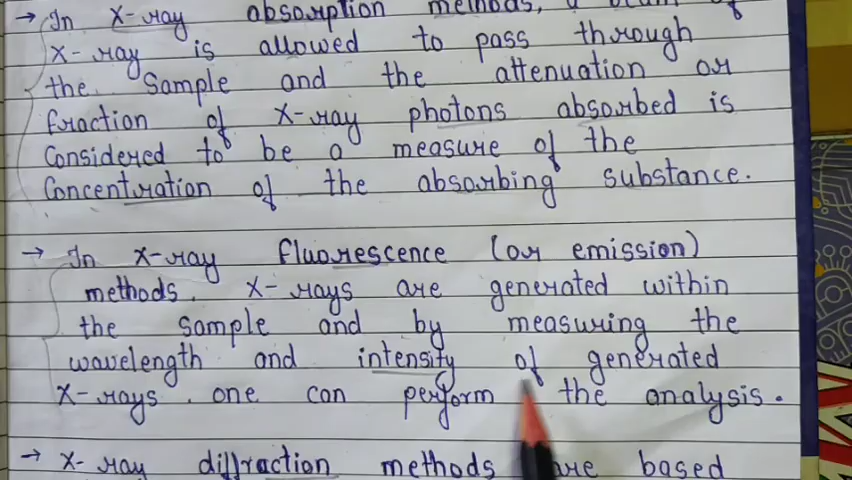 → In X-ray absorption methods, a beam of
X-ray is allowed to pass through
the sample and the attenuation or
fraction of X-ray photons absorbed is
Considered to be a measure of the
Concentration of the absorbing substance.
→ In X-ray fluorescence (or emission)
methods, X-rays are generated within
the sample and by measuring the
wavelength and intensity of generated
X-rays, one can perform the analysis.
→ X-ray diffraction methods are based